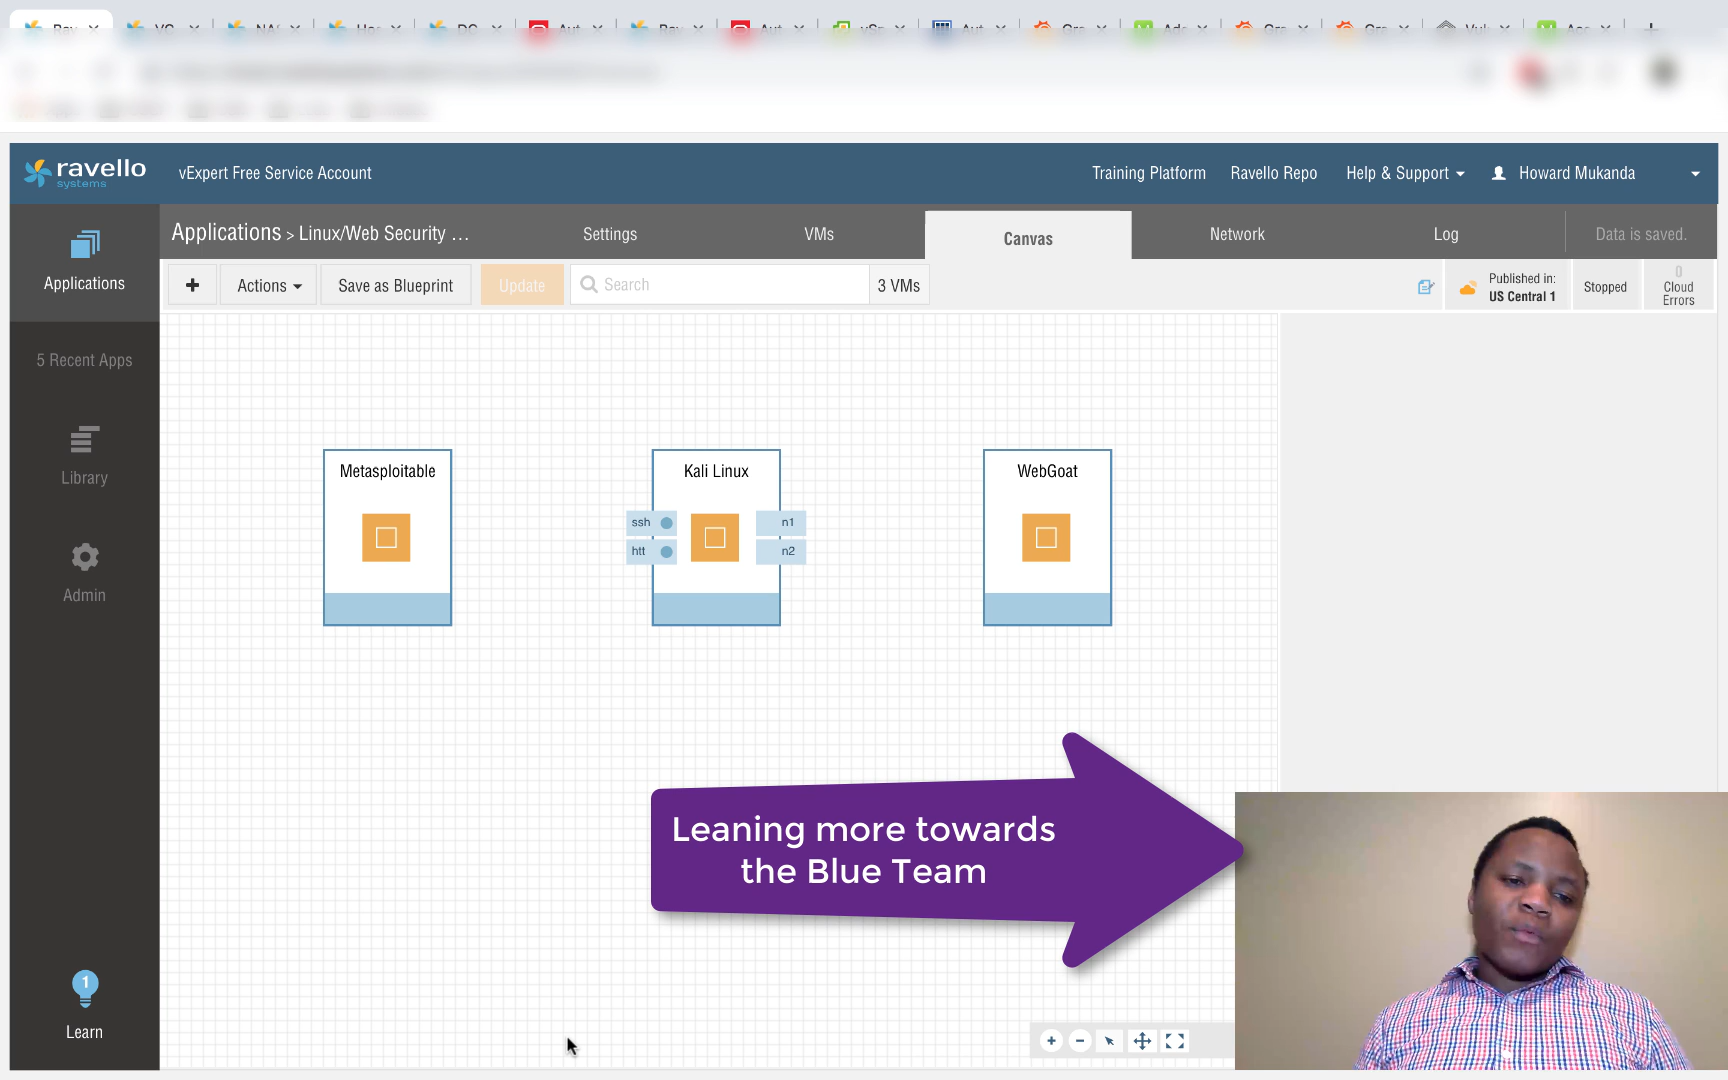 ravello
systems
vExpert Free Service Account
Training Platform
Ravello Repo
Help & Support
Howard Mukanda
Applications
Applications > Linux/Web Security ...
Settings
VMs
Canvas
Network
Log
Data is saved.
+
Actions
Save as Blueprint
Update
Search
3 VMs
Published in:
US Central 1
Stopped
0
Cloud
Errors
5 Recent Apps
Library
Admin
1
Learn
Metasploitable
Kali Linux
ssh
htt
n1
n2
WebGoat
Leaning more towards
the Blue Team